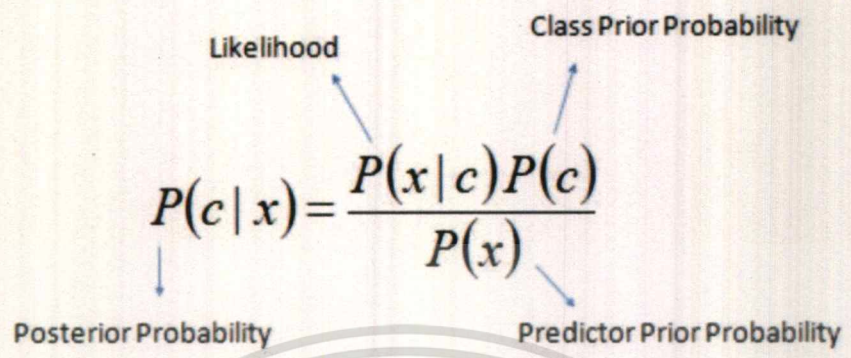 Likelihood
Class Prior Probability
P(c | x) = P(x | c)P(c) / P(x)
Posterior Probability
Predictor Prior Probability